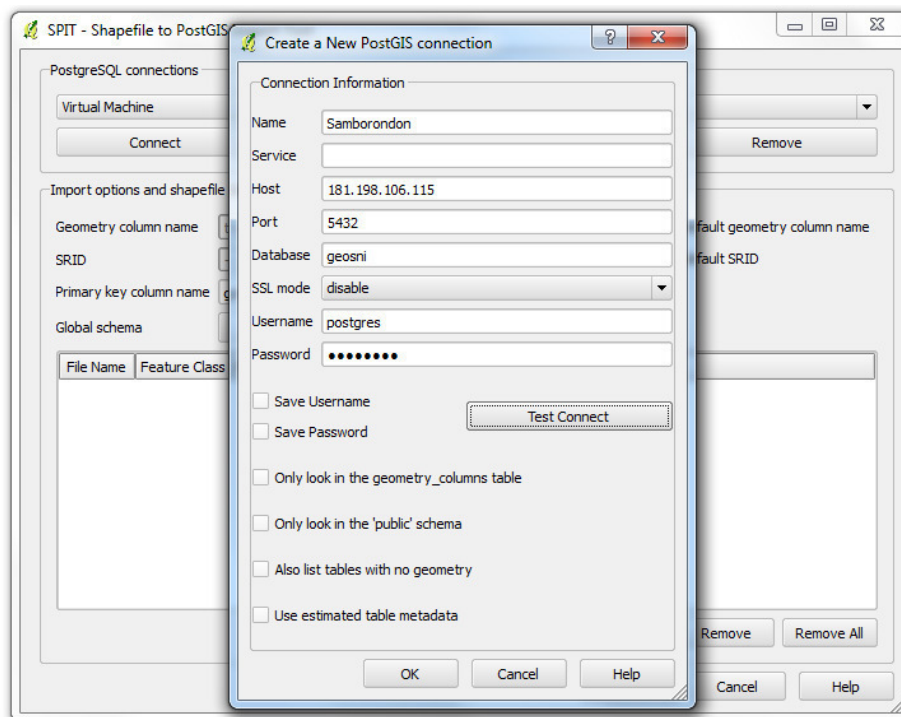 SPIT - Shapefile to PostGIS
PostgreSQL connections
Virtual Machine
Connect
Remove
Import options and shapefile
Geometry column name
fault geometry column name
SRID
fault SRID
Primary key column name
Global schema
File Name Feature Class
Remove Remove All
Cancel Help
Create a New PostGIS connection
Connection Information
Name Samborondon
Service
Host 181.198.106.115
Port 5432
Database geosni
SSL mode disable
Username postgres
Password ●●●●●●●●
Save Username
Test Connect
Save Password
Only look in the geometry_columns table
Only look in the 'public' schema
Also list tables with no geometry
Use estimated table metadata
OK Cancel Help